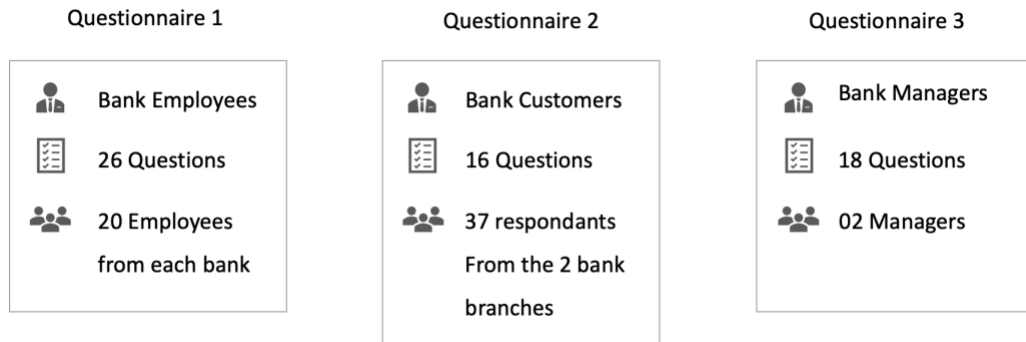 Questionnaire 1
Bank Employees
26 Questions
20 Employees
from each bank
Questionnaire 2
Bank Customers
16 Questions
37 respondants
From the 2 bank
branches
Questionnaire 3
Bank Managers
18 Questions
02 Managers